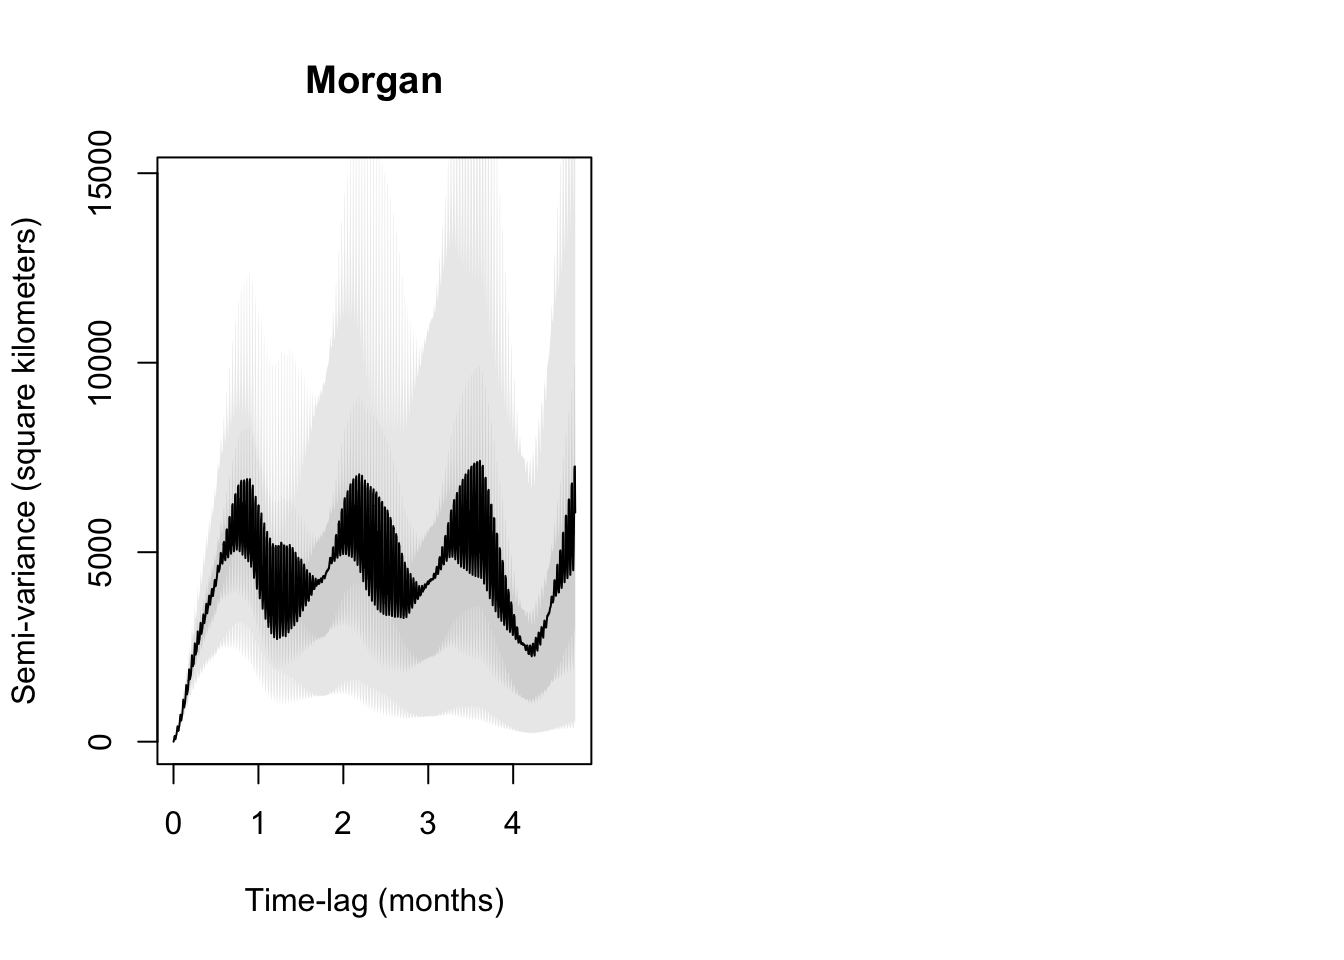 Morgan
Semi-variance (square kilometers)
15000
10000
5000
0
0 1 2 3 4
Time-lag (months)